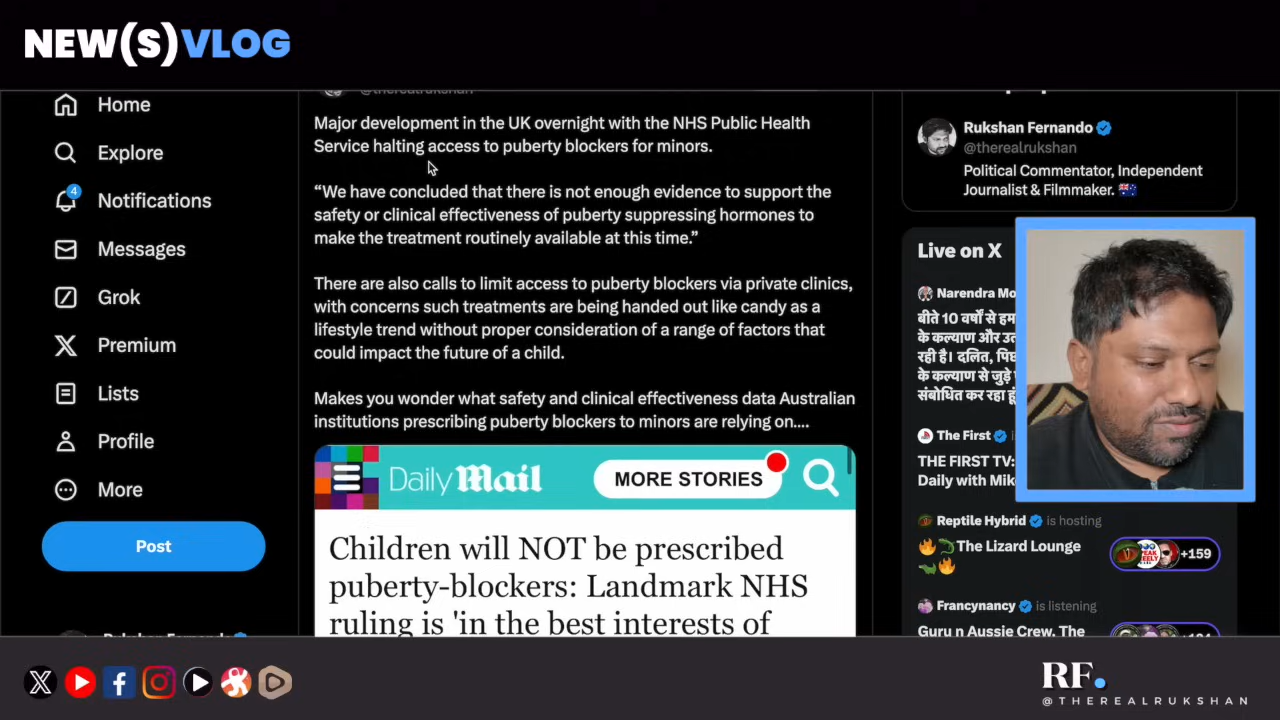 NEW(S)VLOG
Home
Explore
4
Notifications
Messages
Grok
Premium
Lists
Profile
More
Post
@therealrukshan
Major development in the UK overnight with the NHS Public Health
Service halting access to puberty blockers for minors.
“We have concluded that there is not enough evidence to support the
safety or clinical effectiveness of puberty suppressing hormones to
make the treatment routinely available at this time.”
There are also calls to limit access to puberty blockers via private clinics,
with concerns such treatments are being handed out like candy as a
lifestyle trend without proper consideration of a range of factors that
could impact the future of a child.
Makes you wonder what safety and clinical effectiveness data Australian
institutions prescribing puberty blockers to minors are relying on....
Daily Mail
MORE STORIES
Children will NOT be prescribed
puberty-blockers: Landmark NHS
ruling is 'in the best interests of
Rukshan Fernando
@therealrukshan
Political Commentator, Independent
Journalist & Filmmaker.
Live on X
Narendra Mo
बीते 10 वर्षों से हम
के कल्याण और उत
रही है। दलित, पिछ
के कल्याण से जुड़े
संबोधित कर रहा हूं
The First
THE FIRST TV:
Daily with Mik
Reptile Hybrid is hosting
The Lizard Lounge
+159
Francynancy is listening
Guru n Aussie Crew. The
RF.
@THEREALRUKSHAN